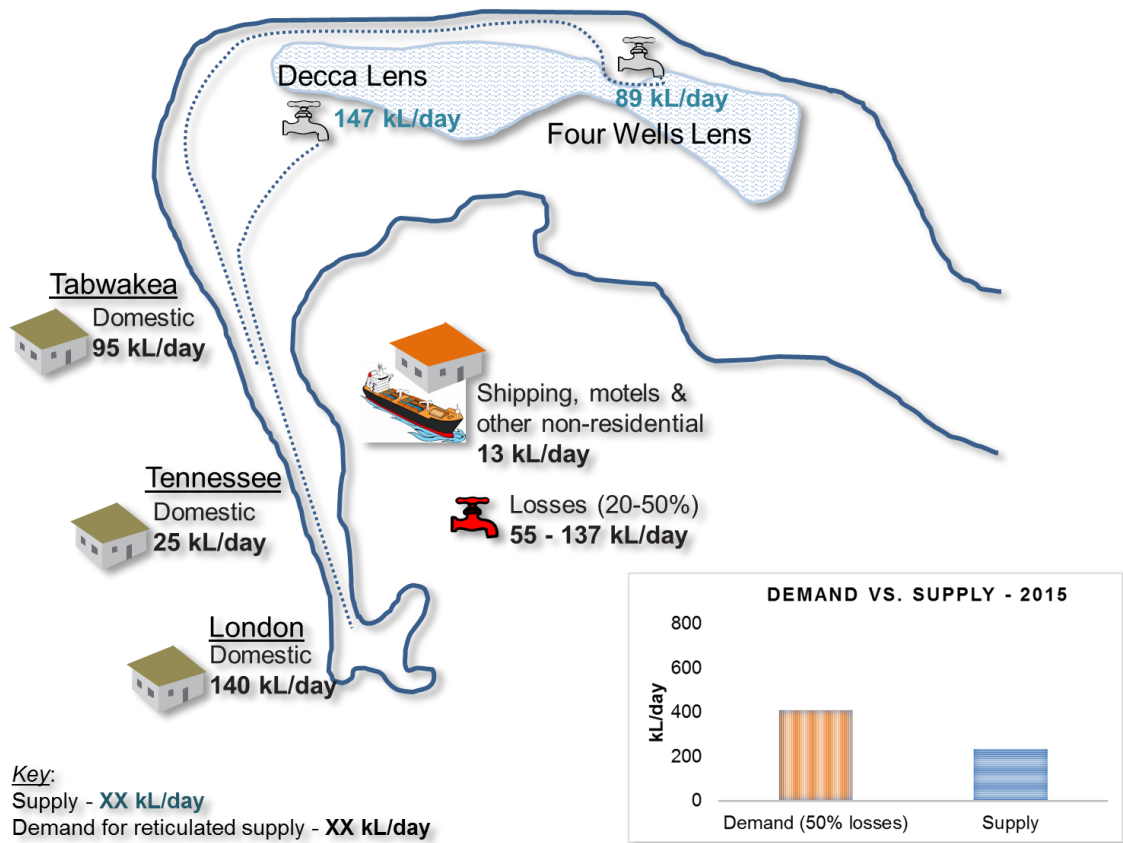 Decca Lens
147 kL/day
89 kL/day
Four Wells Lens
Tabwakea
Domestic
95 kL/day
Shipping, motels &
other non-residential
13 kL/day
Tennessee
Domestic
25 kL/day
Losses (20-50%)
55 - 137 kL/day
London
Domestic
140 kL/day
DEMAND VS. SUPPLY - 2015
kL/day
800
600
400
200
0
Demand (50% losses)
Supply
Key:
Supply - XX kL/day
Demand for reticulated supply - XX kL/day